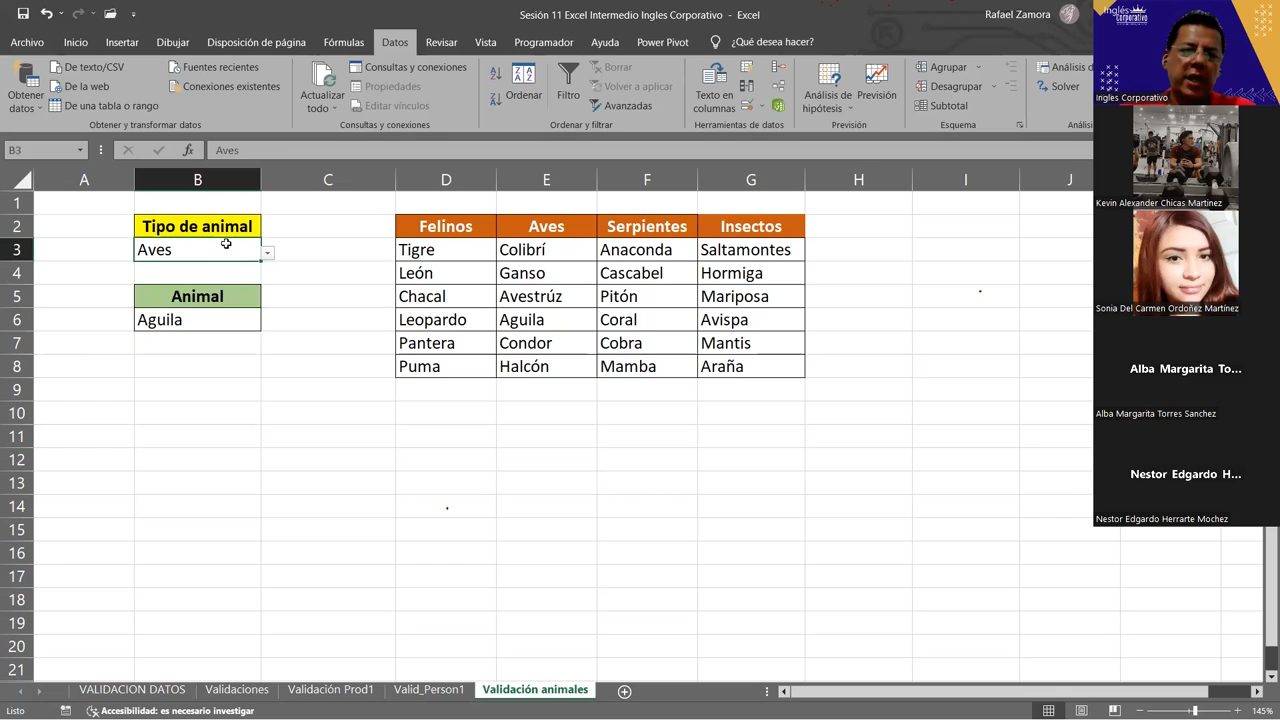 Sesión 11 Excel Intermedio Ingles Corporativo - Excel
Rafael Zamora
Archivo Inicio Insertar Dibujar Disposición de página Fórmulas Datos Revisar Vista Programador Ayuda Power Pivot ¿Qué desea hacer?
Obtener datos
De texto/CSV
De la web
De una tabla o rango
Fuentes recientes
Conexiones existentes
Obtener y transformar datos
Actualizar todo
Consultas y conexiones
Propiedades
Editar vínculos
Consultas y conexiones
Ordenar
Filtro
Borrar
Volver a aplicar
Avanzadas
Ordenar y filtrar
Texto en columnas
Herramientas de datos
Análisis de hipótesis
Previsión
Previsión
Agrupar
Desagrupar
Subtotal
Esquema
Análisis d
Solver
Anális
B3
fx
Aves
A B C D E F G H I J
1
2 Tipo de animal Felinos Aves Serpientes Insectos
3 Aves Tigre Colibrí Anaconda Saltamontes
4 León Ganso Cascabel Hormiga
5 Animal Chacal Avestrúz Pitón Mariposa
6 Aguila Leopardo Aguila Coral Avispa
7 Pantera Condor Cobra Mantis
8 Puma Halcón Mamba Araña
9
10
11
12
13
14
15
16
17
18
19
20
21
VALIDACION DATOS Validaciones Validación Prod1 Valid_Person1 Validación animales
Listo
Accesibilidad: es necesario investigar
145%
Inglés
Corporativo
Ingles Corporativo
Kevin Alexander Chicas Martinez
Sonia Del Carmen Ordoñez Martínez
Alba Margarita To...
Alba Margarita Torres Sanchez
Nestor Edgardo H...
Nestor Edgardo Herrarte Mochez